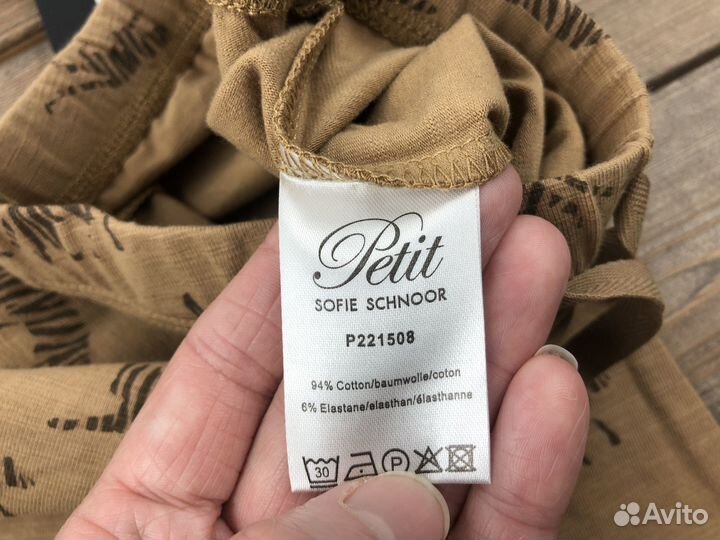 Petit
SOFIE SCHNOOR
P221508
94% Cotton/baumwolle/coton
6% Elastane/elasthan/élasthanne
30
P
Avito